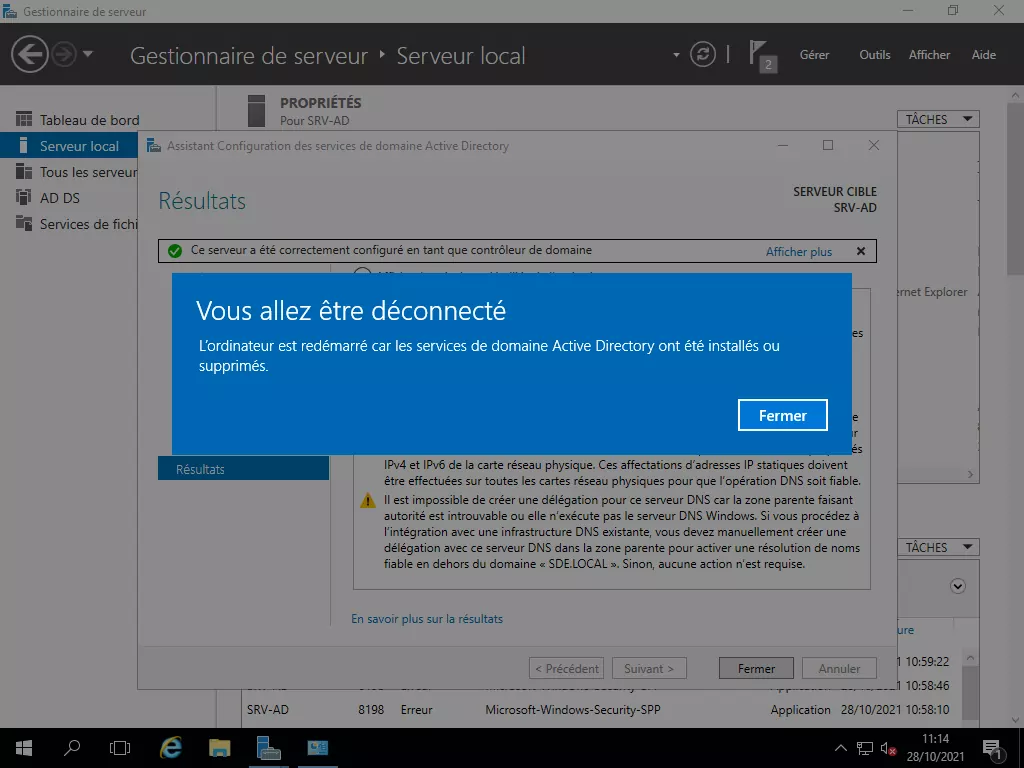 Gestionnaire de serveur
Gestionnaire de serveur ‣ Serveur local
2
Gérer
Outils
Afficher
Aide
Tableau de bord
Serveur local
Tous les serveur
AD DS
Services de fichi
PROPRIÉTÉS
Pour SRV-AD
TÂCHES
Assistant Configuration des services de domaine Active Directory
Résultats
SERVEUR CIBLE
SRV-AD
Ce serveur a été correctement configuré en tant que contrôleur de domaine
Afficher plus
Vous allez être déconnecté
L'ordinateur est redémarré car les services de domaine Active Directory ont été installés ou
supprimés.
Fermer
ernet Explorer
Résultats
IPv4 et IPv6 de la carte réseau physique. Ces affectations d'adresses IP statiques doivent
être effectuées sur toutes les cartes réseau physiques pour que l'opération DNS soit fiable.
Il est impossible de créer une délégation pour ce serveur DNS car la zone parente faisant
autorité est introuvable ou elle n'exécute pas le serveur DNS Windows. Si vous procédez à
l'intégration avec une infrastructure DNS existante, vous devez manuellement créer une
délégation avec ce serveur DNS dans la zone parente pour activer une résolution de noms
fiable en dehors du domaine « SDE.LOCAL ». Sinon, aucune action n'est requise.
TÂCHES
En savoir plus sur la résultats
ure
< Précédent
Suivant >
Fermer
Annuler
1 10:59:22
1 10:58:46
SRV-AD 8198 Erreur Microsoft-Windows-Security-SPP Application 28/10/2021 10:58:10
11:14
28/10/2021
1